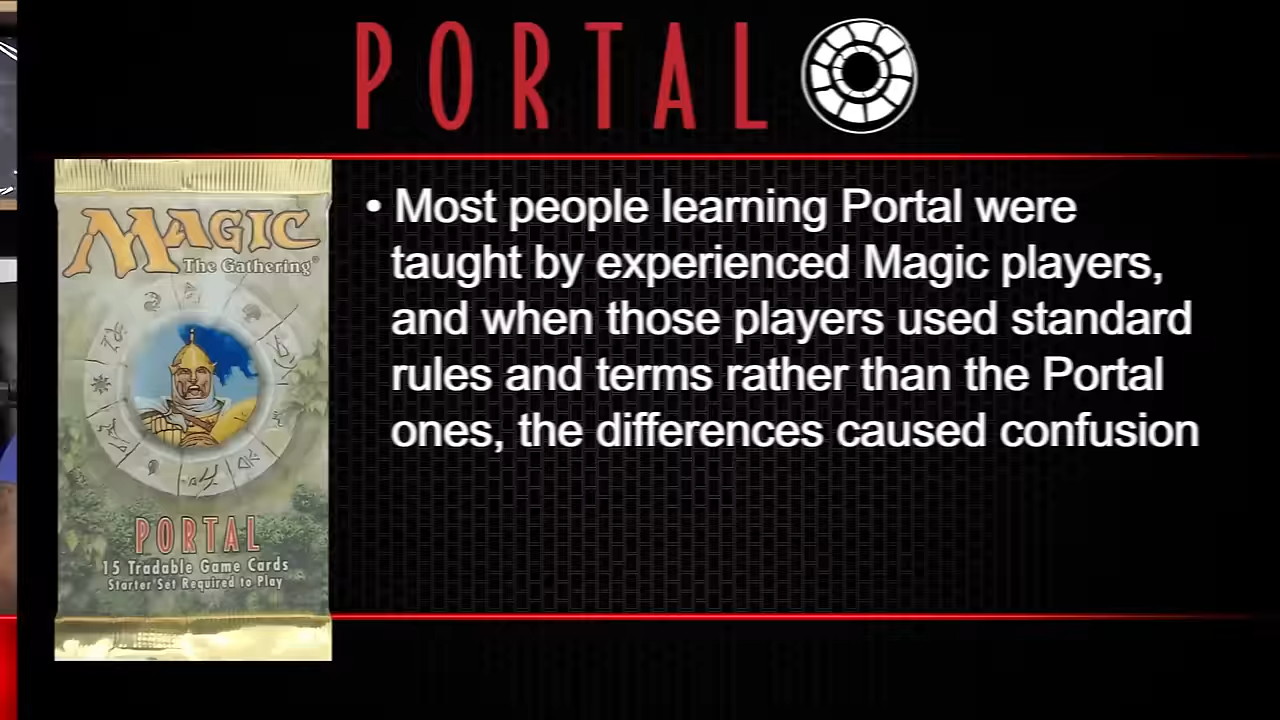 PORTAL
• Most people learning Portal were
taught by experienced Magic players,
and when those players used standard
rules and terms rather than the Portal
ones, the differences caused confusion
MAGIC
The Gathering®
PORTAL
15 Tradable Game Cards
Starter Set Required to Play